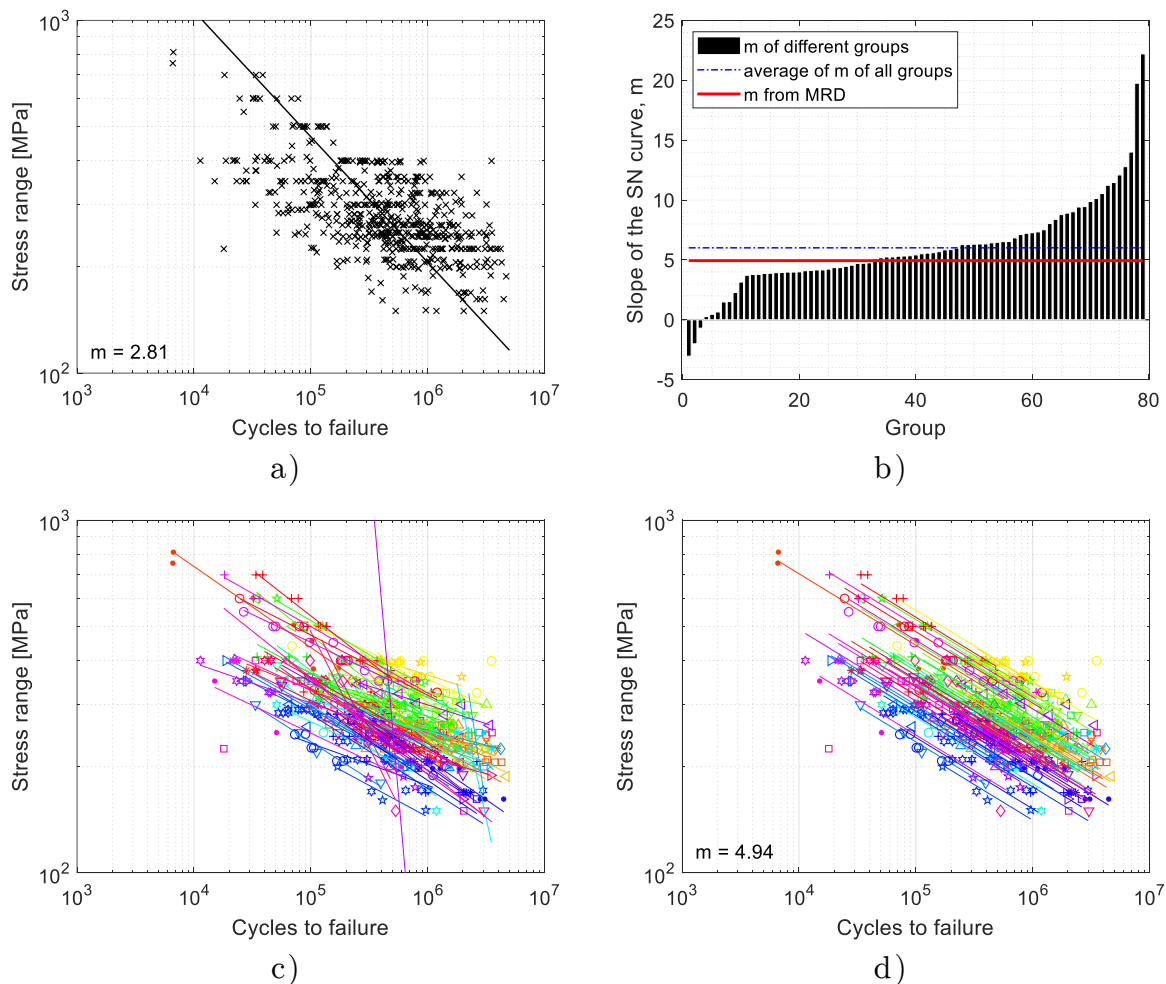 10^3
10^2
10^3 10^4 10^5 10^6 10^7
Stress range [MPa]
Cycles to failure
m = 2.81
a)
25
20
15
10
5
0
-5
0 20 40 60 80
Slope of the SN curve, m
Group
m of different groups
average of m of all groups
m from MRD
b)
10^3
10^2
10^3 10^4 10^5 10^6 10^7
Stress range [MPa]
Cycles to failure
c)
10^3
10^2
10^3 10^4 10^5 10^6 10^7
Stress range [MPa]
Cycles to failure
m = 4.94
d)